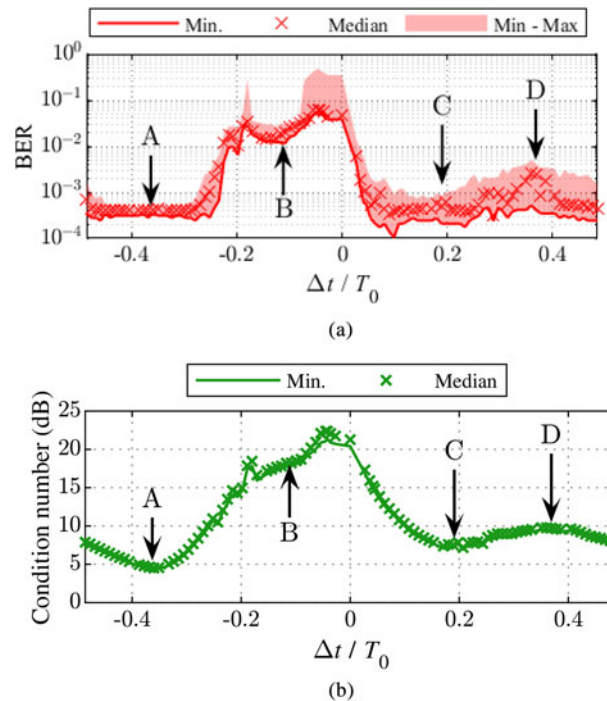 Min. Median Min - Max
10^0
10^-1
10^-2
10^-3
10^-4
BER
A
B
C
D
-0.4 -0.2 0 0.2 0.4
Δt / T_0
(a)
Min. Median
25
20
15
10
5
0
Condition number (dB)
A
B
C
D
-0.4 -0.2 0 0.2 0.4
Δt / T_0
(b)